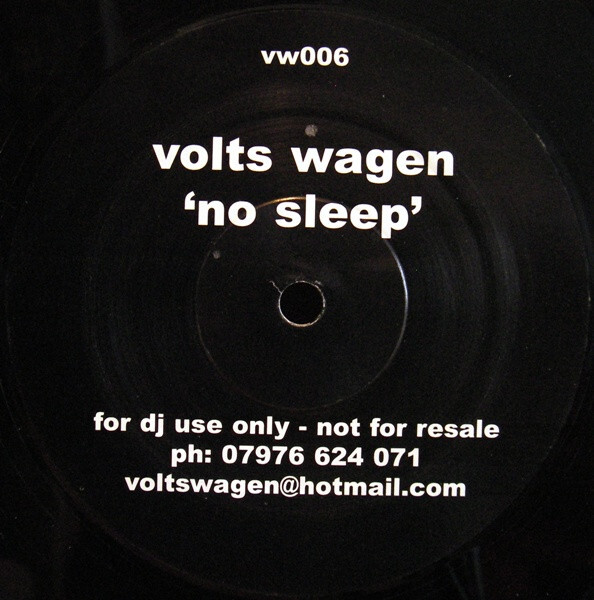 vw006
volts wagen
‘no sleep’
for dj use only - not for resale
ph: 07976 624 071
voltswagen@hotmail.com